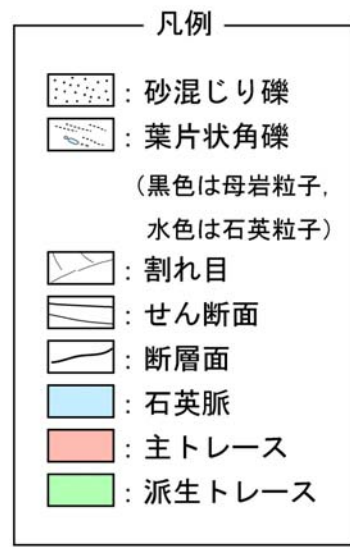 凡例
：砂混じり礫
：葉片状角礫
（黒色は母岩粒子，
水色は石英粒子）
：割れ目
：せん断面
：断層面
：石英脈
：主トレース
：派生トレース